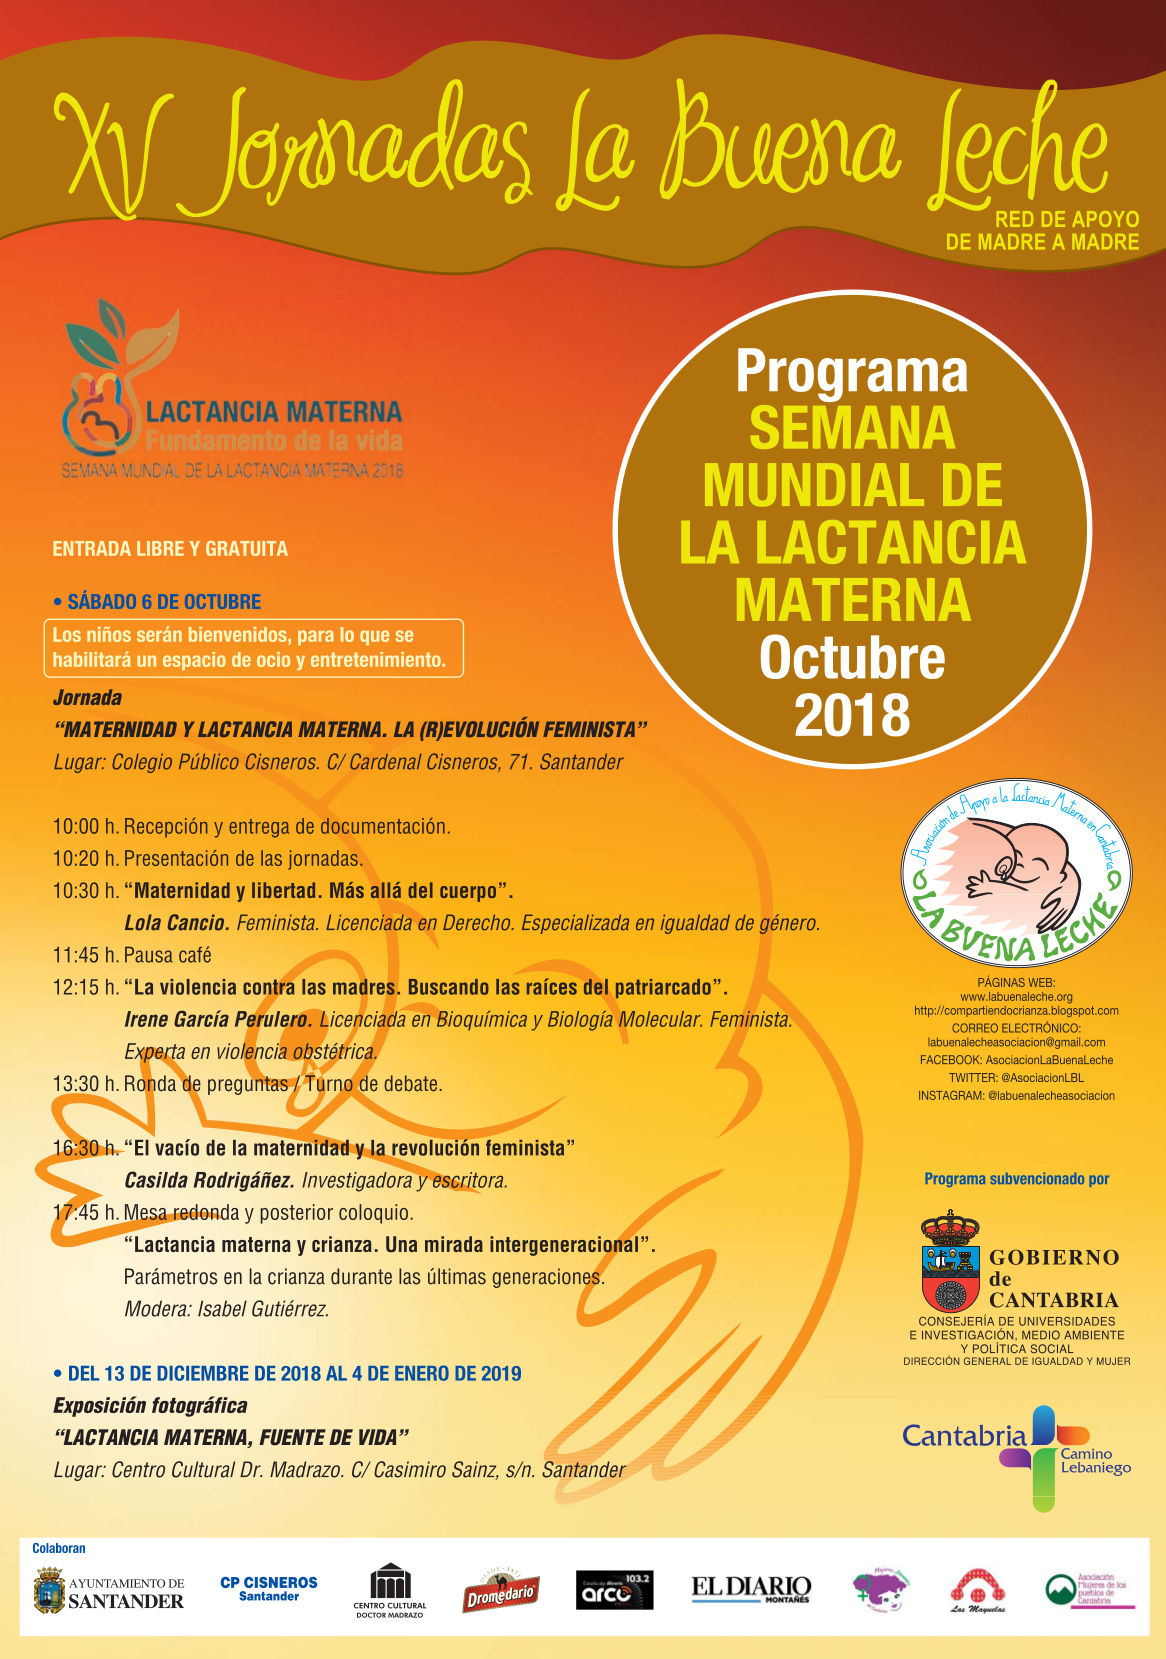 XV Jornadas La Buena Leche
RED DE APOYO
DE MADRE A MADRE
LACTANCIA MATERNA
Fundamento de la vida
SEMANA MUNDIAL DE LA LACTANCIA MATERNA 2018
Programa
SEMANA
MUNDIAL DE
LA LACTANCIA
MATERNA
Octubre
2018
ENTRADA LIBRE Y GRATUITA
• SÁBADO 6 DE OCTUBRE
Los niños serán bienvenidos, para lo que se
habilitará un espacio de ocio y entretenimiento.
Jornada
“MATERNIDAD Y LACTANCIA MATERNA. LA (R)EVOLUCIÓN FEMINISTA”
Lugar: Colegio Público Cisneros. C/ Cardenal Cisneros, 71. Santander
10:00 h. Recepción y entrega de documentación.
10:20 h. Presentación de las jornadas.
10:30 h. “Maternidad y libertad. Más allá del cuerpo”.
Lola Cancio. Feminista. Licenciada en Derecho. Especializada en igualdad de género.
11:45 h. Pausa café
12:15 h. “La violencia contra las madres. Buscando las raíces del patriarcado”.
Irene García Perulero. Licenciada en Bioquímica y Biología Molecular. Feminista.
Experta en violencia obstétrica.
13:30 h. Ronda de preguntas / Turno de debate.
16:30 h. “El vacío de la maternidad y la revolución feminista”
Casilda Rodrigáñez. Investigadora y escritora.
17:45 h. Mesa redonda y posterior coloquio.
“Lactancia materna y crianza. Una mirada intergeneracional”.
Parámetros en la crianza durante las últimas generaciones.
Modera: Isabel Gutiérrez.
• DEL 13 DE DICIEMBRE DE 2018 AL 4 DE ENERO DE 2019
Exposición fotográfica
“LACTANCIA MATERNA, FUENTE DE VIDA”
Lugar: Centro Cultural Dr. Madrazo. C/ Casimiro Sainz, s/n. Santander
Asociación de Apoyo a la Lactancia Materna en Cantabria
LA BUENA LECHE
PÁGINAS WEB:
www.labuenaleche.org
http://compartiendocrianza.blogspot.com
CORREO ELECTRÓNICO:
labuenalecheasociacion@gmail.com
FACEBOOK: AsociacionLaBuenaLeche
TWITTER: @AsociacionLBL
INSTAGRAM: @labuenalecheasociacion
Programa subvencionado por
GOBIERNO
de
CANTABRIA
CONSEJERÍA DE UNIVERSIDADES
E INVESTIGACIÓN, MEDIO AMBIENTE
Y POLÍTICA SOCIAL
DIRECCIÓN GENERAL DE IGUALDAD Y MUJER
Cantabria
Camino
Lebaniego
Colaboran
AYUNTAMIENTO DE
SANTANDER
CP CISNEROS
Santander
CENTRO CULTURAL
DOCTOR MADRAZO
DESDE 1871
Dromedario
103.2
arco
EL DIARIO
MONTAÑÉS
Mujeres Jóvenes
Las Mayuelas
Asociación
Mujeres de los
pueblos de
Cantabria